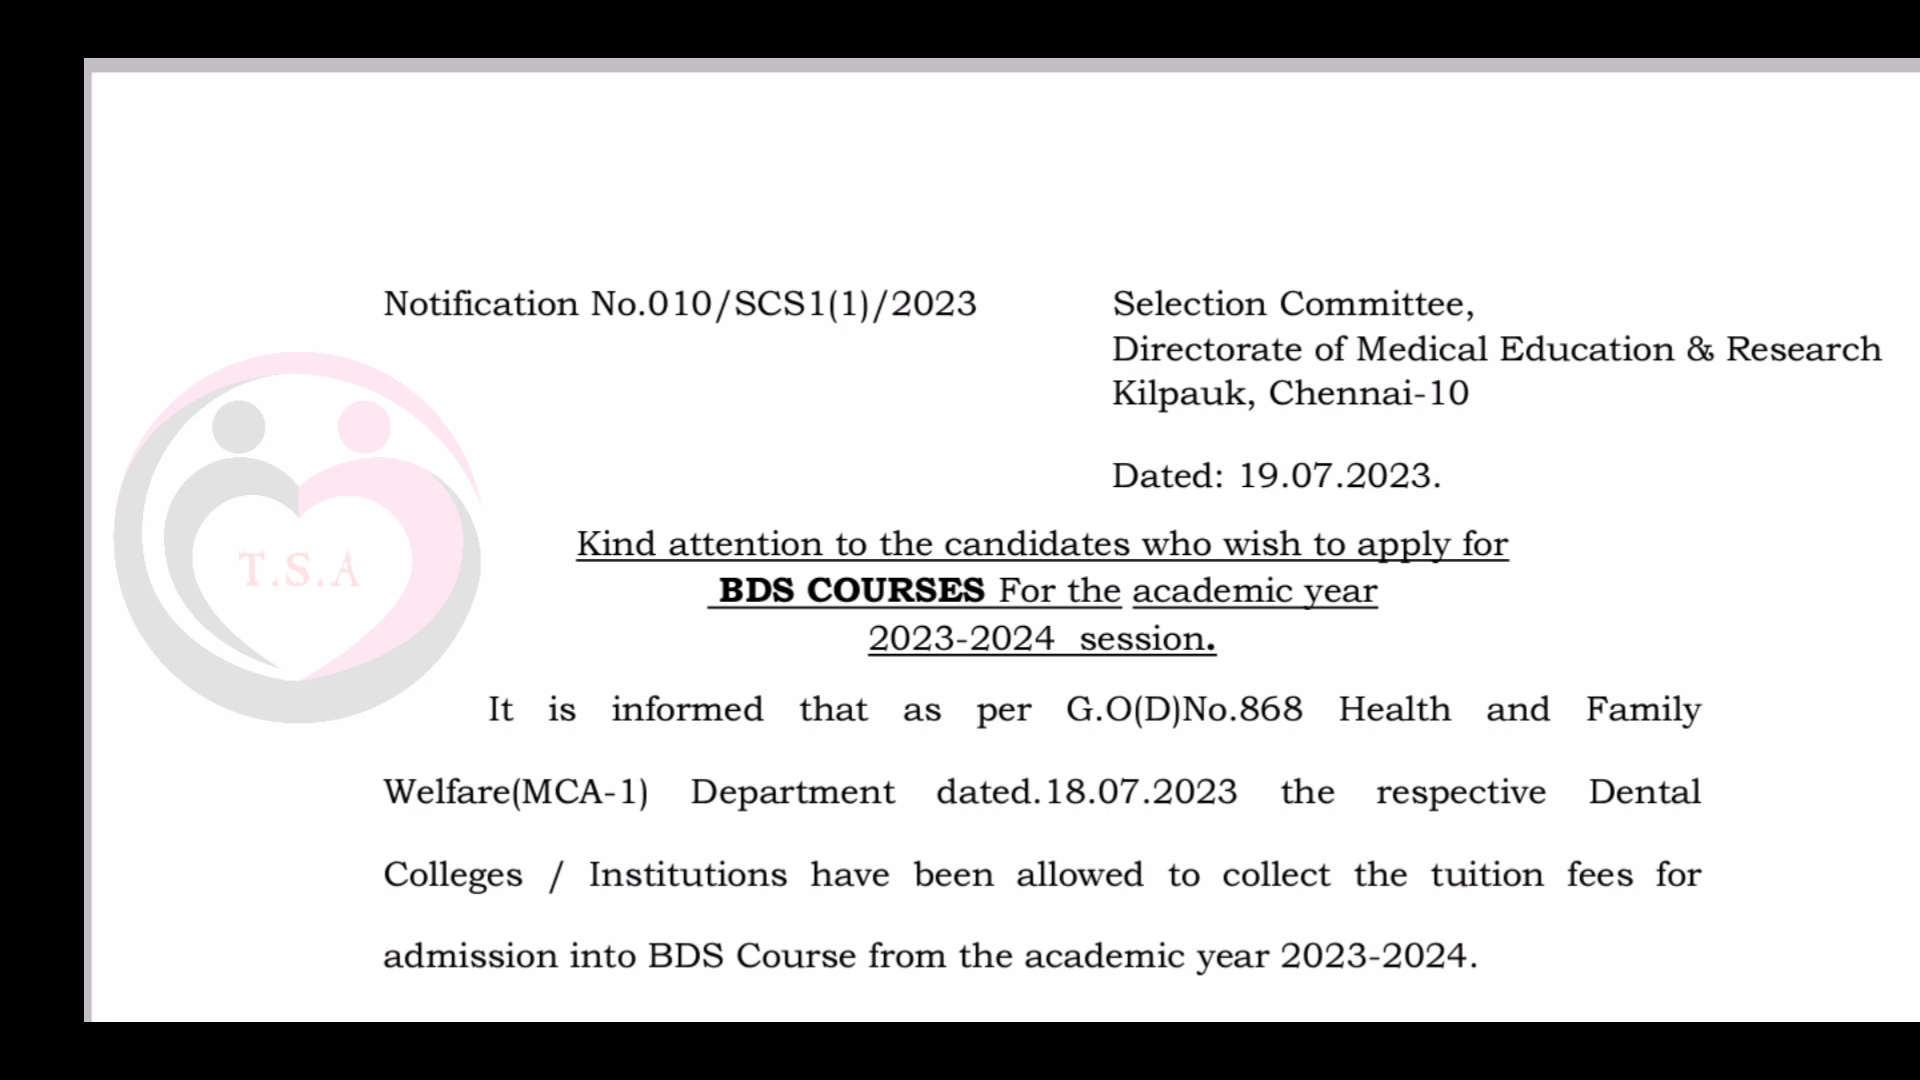 Notification No.010/SCS1(1)/2023
Selection Committee,
Directorate of Medical Education & Research
Kilpauk, Chennai-10
Dated: 19.07.2023.
T.S.A
Kind attention to the candidates who wish to apply for
BDS COURSES For the academic year
2023-2024 session.
It is informed that as per G.O(D)No.868 Health and Family
Welfare(MCA-1) Department dated.18.07.2023 the respective Dental
Colleges / Institutions have been allowed to collect the tuition fees for
admission into BDS Course from the academic year 2023-2024.